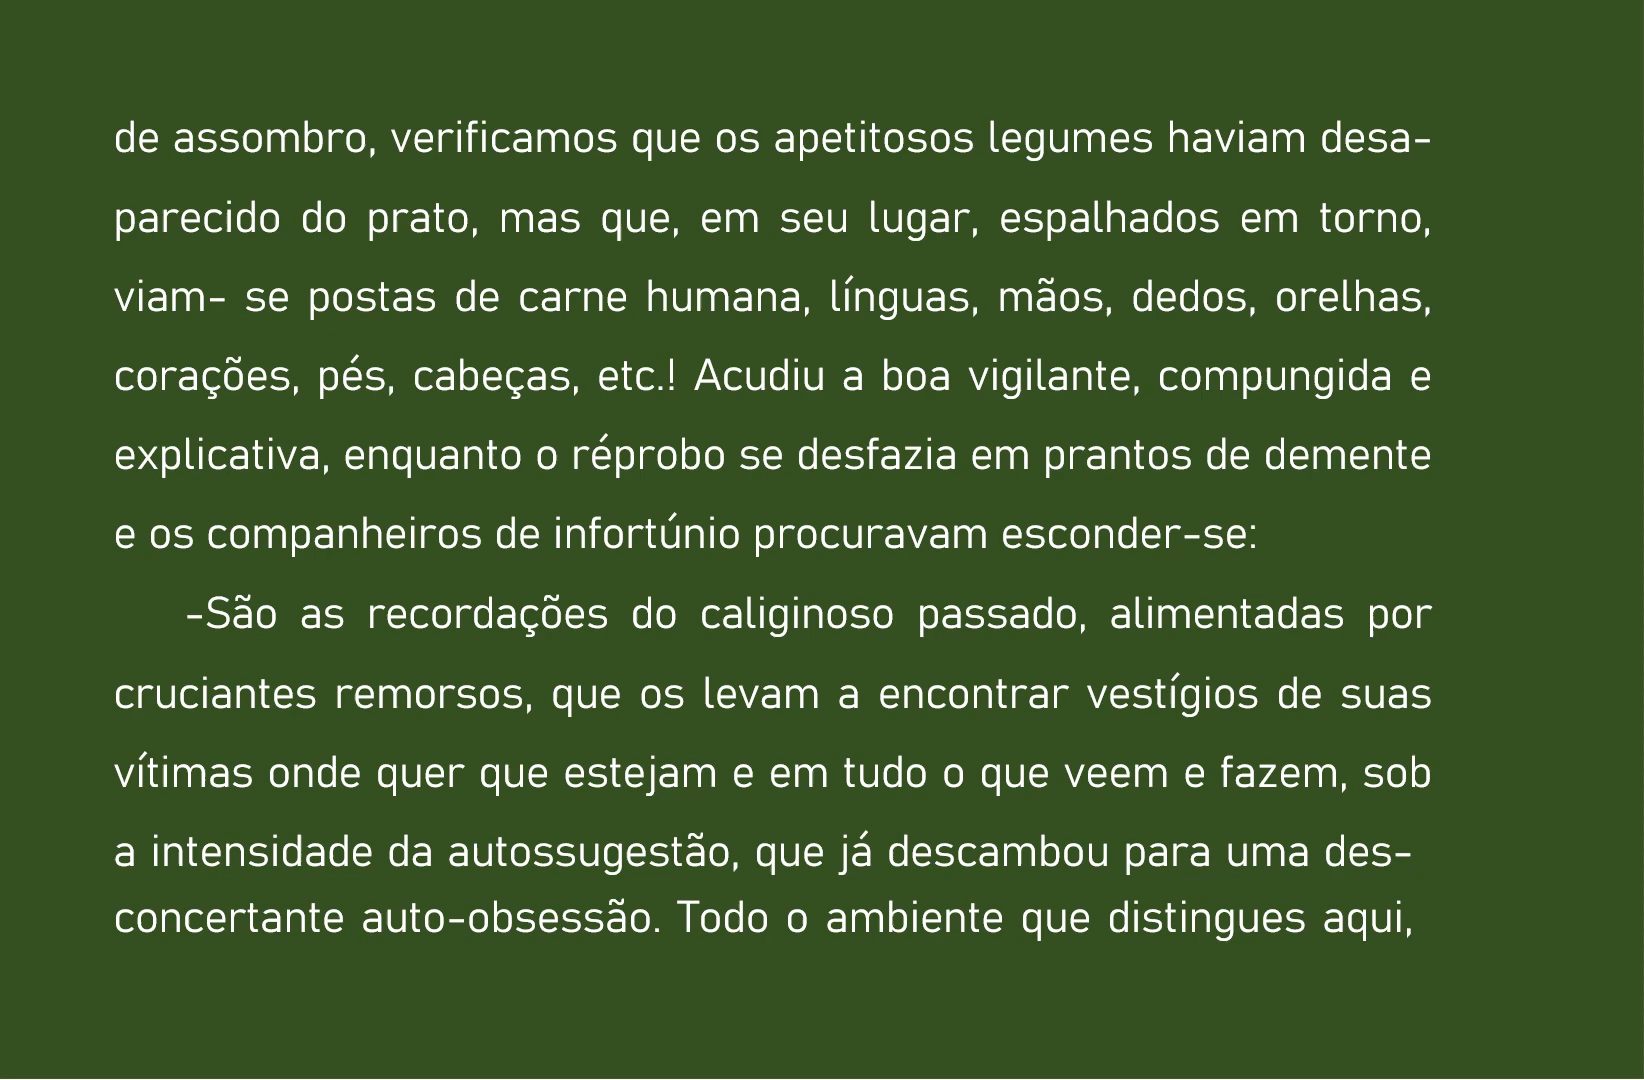 de assombro, verificamos que os apetitosos legumes haviam desa-
parecido do prato, mas que, em seu lugar, espalhados em torno,
viam- se postas de carne humana, línguas, mãos, dedos, orelhas,
corações, pés, cabeças, etc.! Acudiu a boa vigilante, compungida e
explicativa, enquanto o réprobo se desfazia em prantos de demente
e os companheiros de infortúnio procuravam esconder-se:
-São as recordações do caliginoso passado, alimentadas por
cruciantes remorsos, que os levam a encontrar vestígios de suas
vítimas onde quer que estejam e em tudo o que veem e fazem, sob
a intensidade da autossugestão, que já descambou para uma des-
concertante auto-obsessão. Todo o ambiente que distingues aqui,